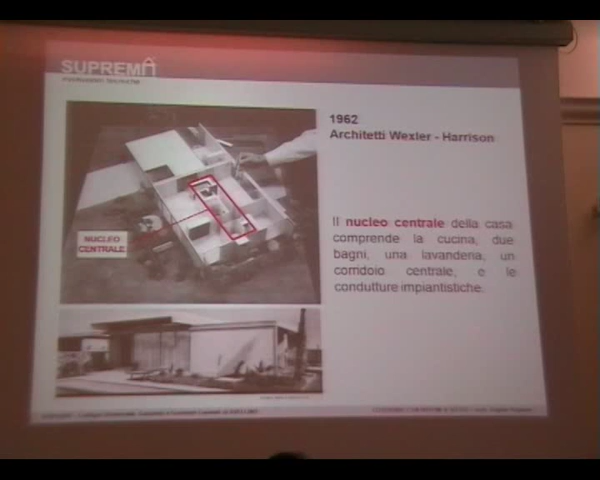 SUPREMA
1962
Architetti Wexler - Harrison
NUCLEO
CENTRALE
Il nucleo centrale della casa
comprende la cucina, due
bagni, una lavanderia, un
corridoio centrale, e le
condutture impiantistiche.